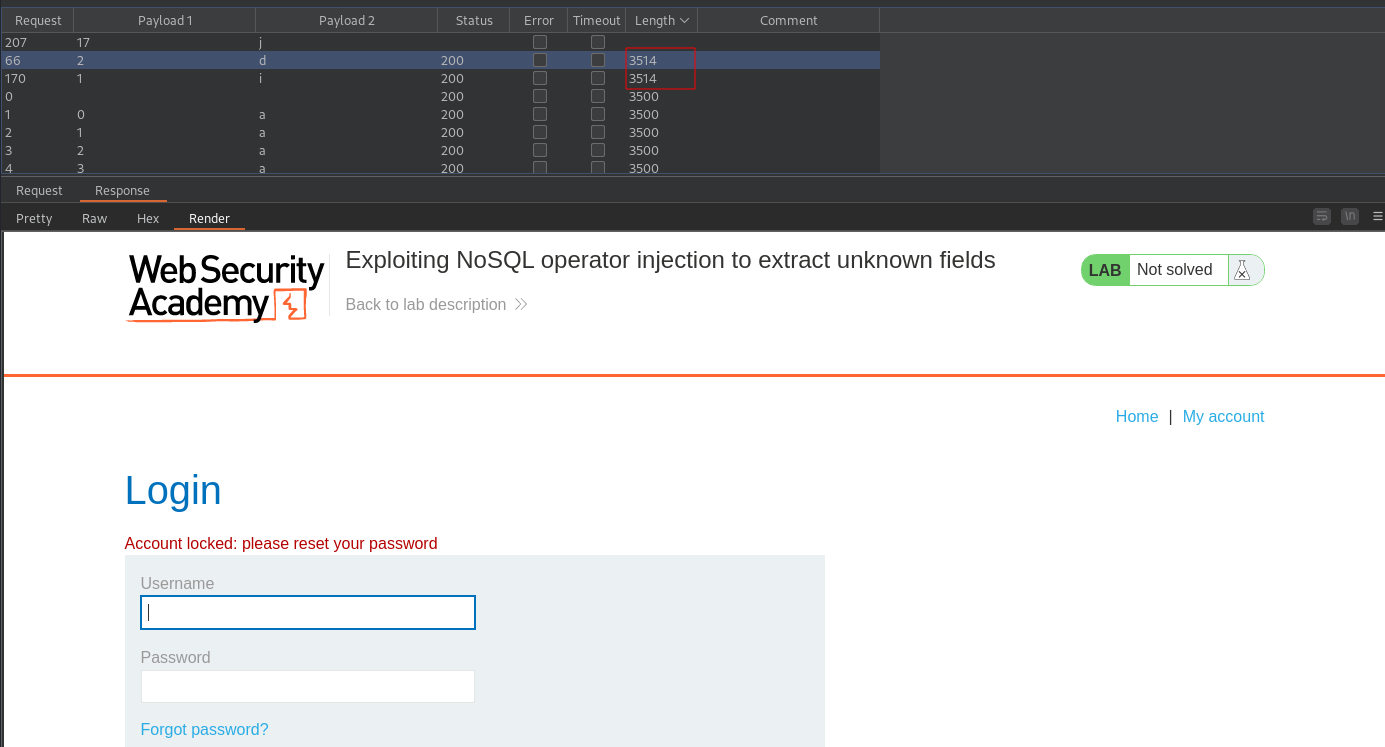 Request Payload 1 Payload 2 Status Error Timeout Length Comment
207 17 j
66 2 d 200 3514
170 1 i 200 3514
0 200 3500
1 0 a 200 3500
2 1 a 200 3500
3 2 a 200 3500
4 3 a 200 3500
Request Response
Pretty Raw Hex Render \n
Web Security
Academy
Exploiting NoSQL operator injection to extract unknown fields
Back to lab description
LAB Not solved
Home | My account
Login
Account locked: please reset your password
Username
Password
Forgot password?